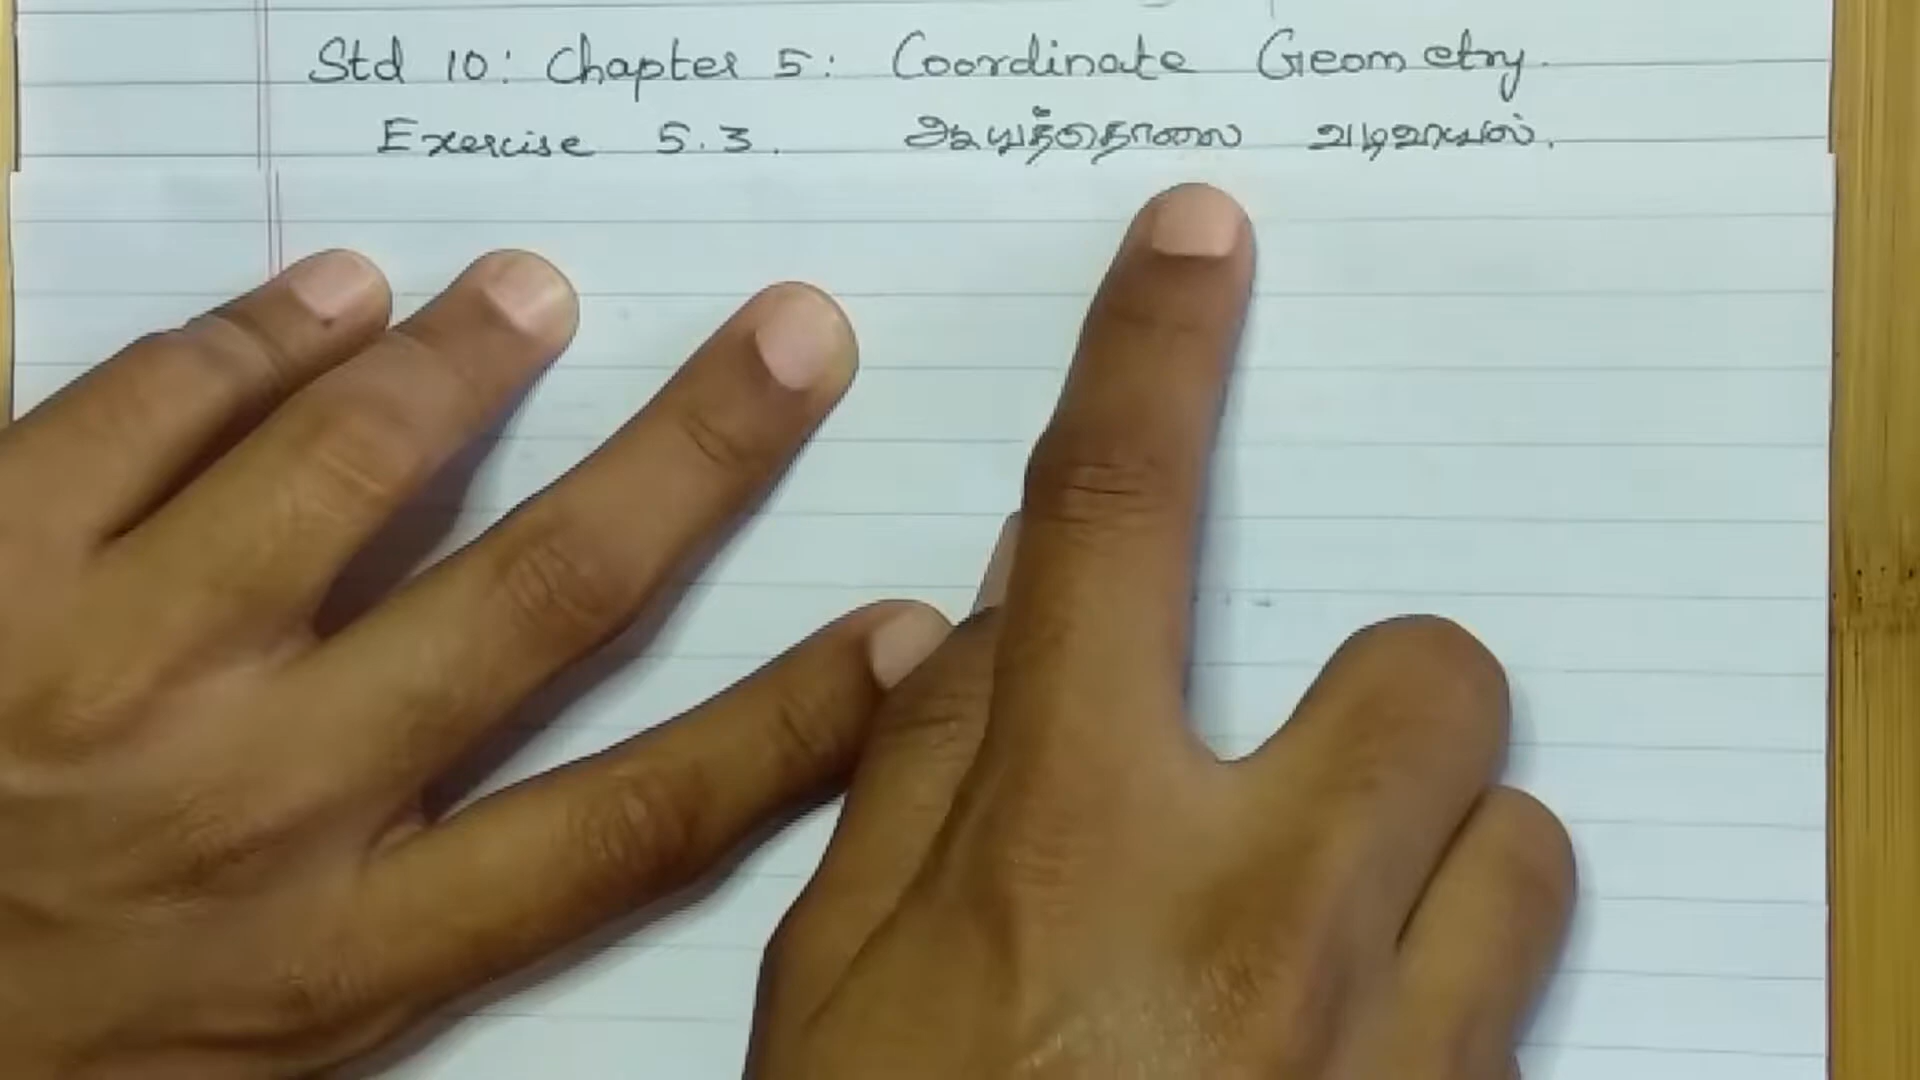 Std 10: Chapter 5: Coordinate Geometry.
Exercise 5.3. ஆயத்தொலை வடிவியல்.